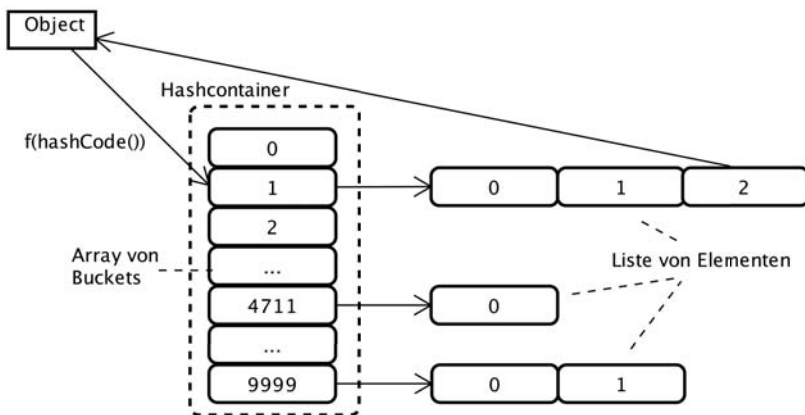 Object
Hashcontainer
f(hashCode())
0
1
0 1 2
2
Array von
Buckets
...
Liste von Elementen
4711
0
...
9999
0 1